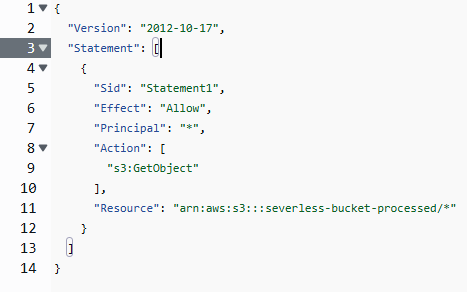 1 {
2 "Version": "2012-10-17",
3 "Statement": [
4 {
5 "Sid": "Statement1",
6 "Effect": "Allow",
7 "Principal": "*",
8 "Action": [
9 "s3:GetObject"
10 ],
11 "Resource": "arn:aws:s3:::severless-bucket-processed/*"
12 }
13 ]
14 }